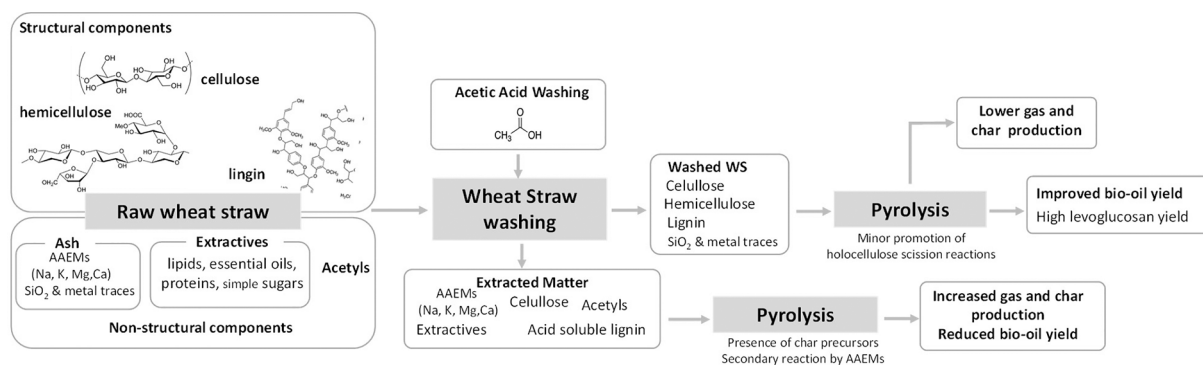 Structural components
cellulose
hemicellulose
lingin
Raw wheat straw
Ash
AAEMs
(Na, K, Mg,Ca)
SiO₂ & metal traces
Extractives
lipids, essential oils,
proteins, simple sugars
Acetyls
Non-structural components
Acetic Acid Washing
O
CH₃
OH
Wheat Straw
washing
Washed WS
Celullose
Hemicellulose
Lignin
SiO₂ & metal traces
Extracted Matter
AAEMs
(Na, K, Mg,Ca)
Celullose
Acetyls
Extractives
Acid soluble lignin
Pyrolysis
Minor promotion of
holocellulose scission reactions
Lower gas and
char production
Improved bio-oil yield
High levoglucosan yield
Pyrolysis
Presence of char precursors
Secondary reaction by AAEMs
Increased gas and char
production
Reduced bio-oil yield